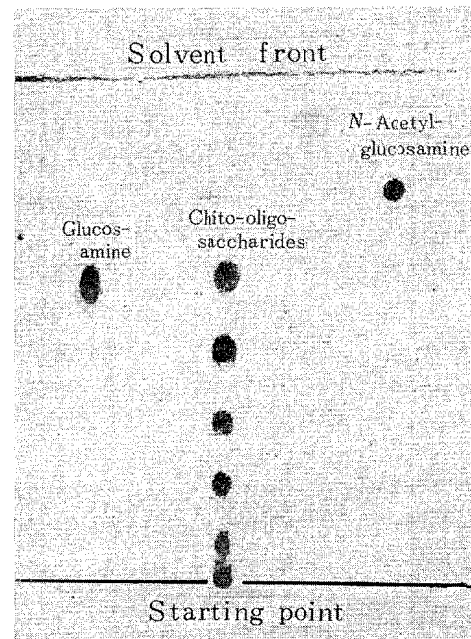 Solvent front
N-Acetyl-
glucosamine
Glucos-
amine
Chito-oligo-
saccharides
Starting point